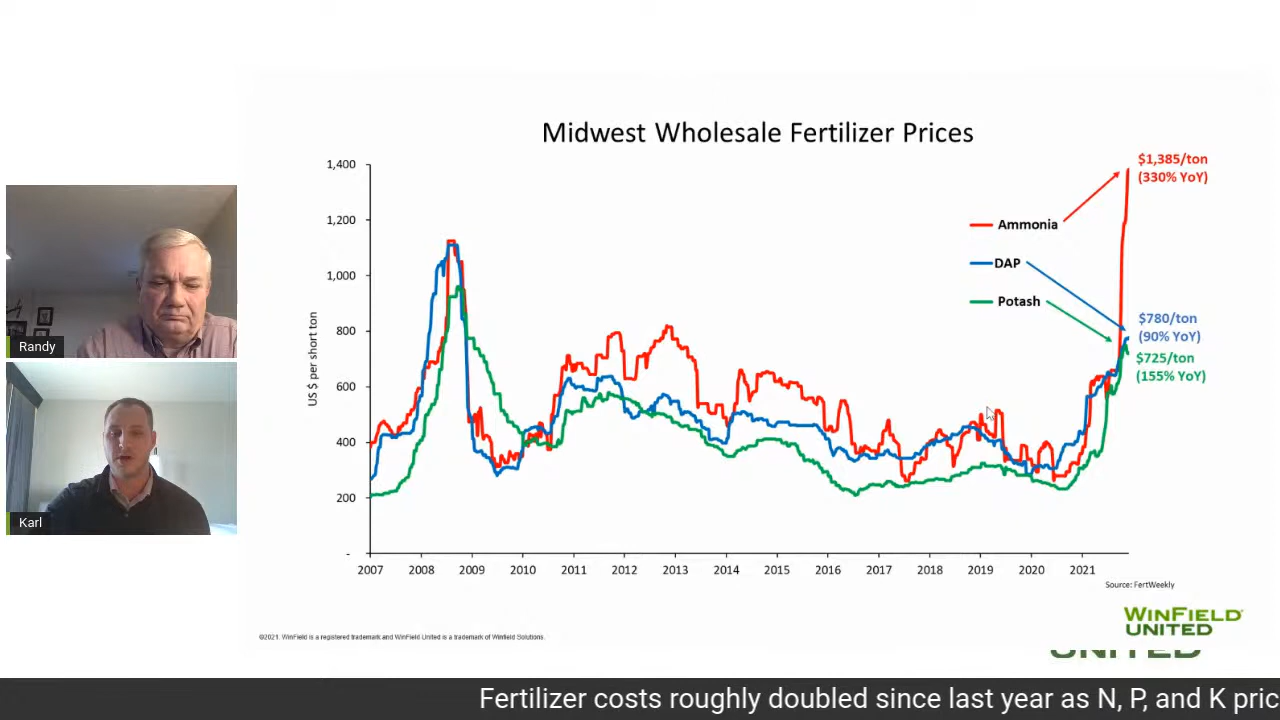 Midwest Wholesale Fertilizer Prices
US $ per short ton
1,400
1,200
1,000
800
600
400
200
-
2007 2008 2009 2010 2011 2012 2013 2014 2015 2016 2017 2018 2019 2020 2021
Ammonia
DAP
Potash
$1,385/ton
(330% YoY)
$780/ton
(90% YoY)
$725/ton
(155% YoY)
Source: FertWeekly
Randy
Karl
WINFIELD®
UNITED
UNITED
©2021. WinField is a registered trademark and WinField United is a trademark of Winfield Solutions.
Fertilizer costs roughly doubled since last year as N, P, and K pric